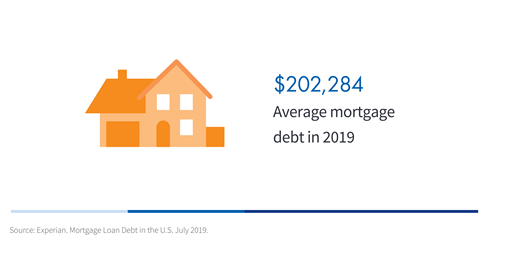 $202,284
Average mortgage
debt in 2019
Source: Experian. Mortgage Loan Debt in the U.S. July 2019.